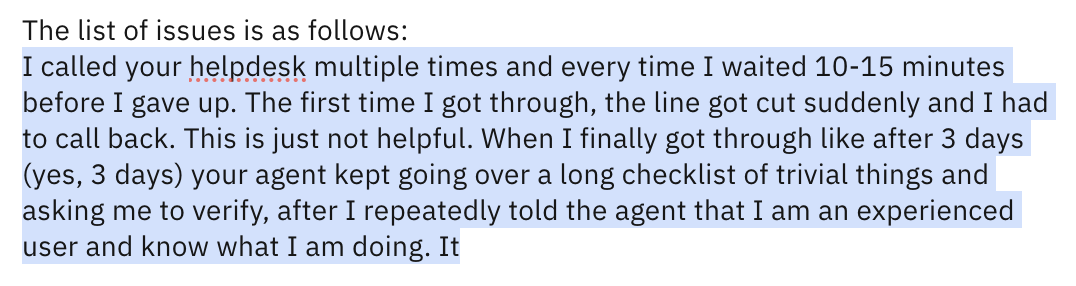 The list of issues is as follows:
I called your helpdesk multiple times and every time I waited 10-15 minutes
before I gave up. The first time I got through, the line got cut suddenly and I had
to call back. This is just not helpful. When I finally got through like after 3 days
(yes, 3 days) your agent kept going over a long checklist of trivial things and
asking me to verify, after I repeatedly told the agent that I am an experienced
user and know what I am doing. It